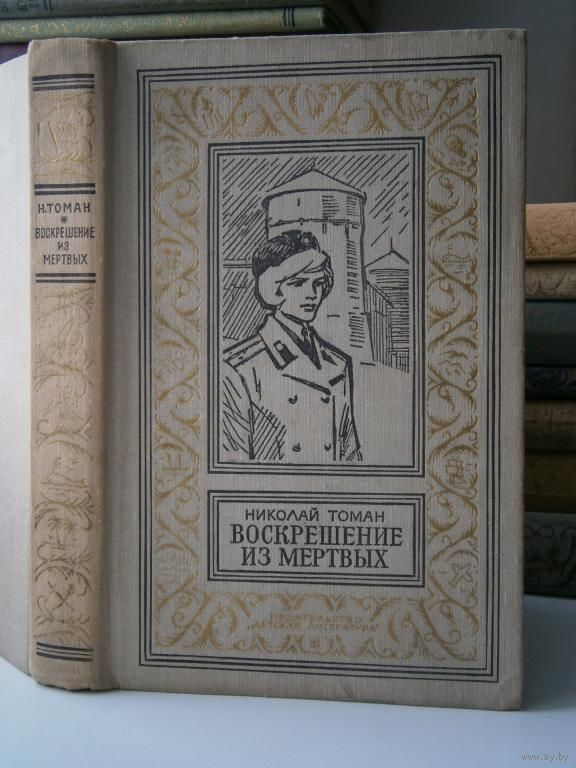 Н. ТОМАН
*
ВОСКРЕШЕНИЕ
ИЗ
МЕРТВЫХ
НИКОЛАЙ ТОМАН
ВОСКРЕШЕНИЕ
ИЗ МЕРТВЫХ
ИЗДАТЕЛЬСТВО
„ДЕТСКАЯ ЛИТЕРАТУРА"
www.ay.by